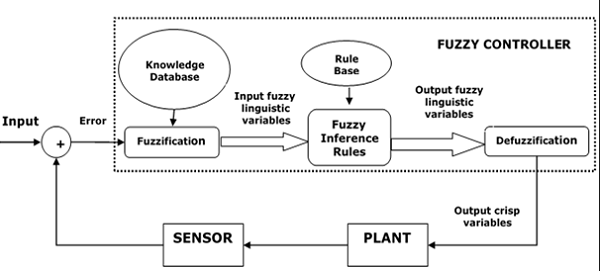 FUZZY CONTROLLER
Knowledge
Database
Rule
Base
Input fuzzy
linguistic
variables
Output fuzzy
linguistic
variables
Input
Error
+
Fuzzification
Fuzzy
Inference
Rules
Defuzzification
Output crisp
variables
SENSOR
PLANT